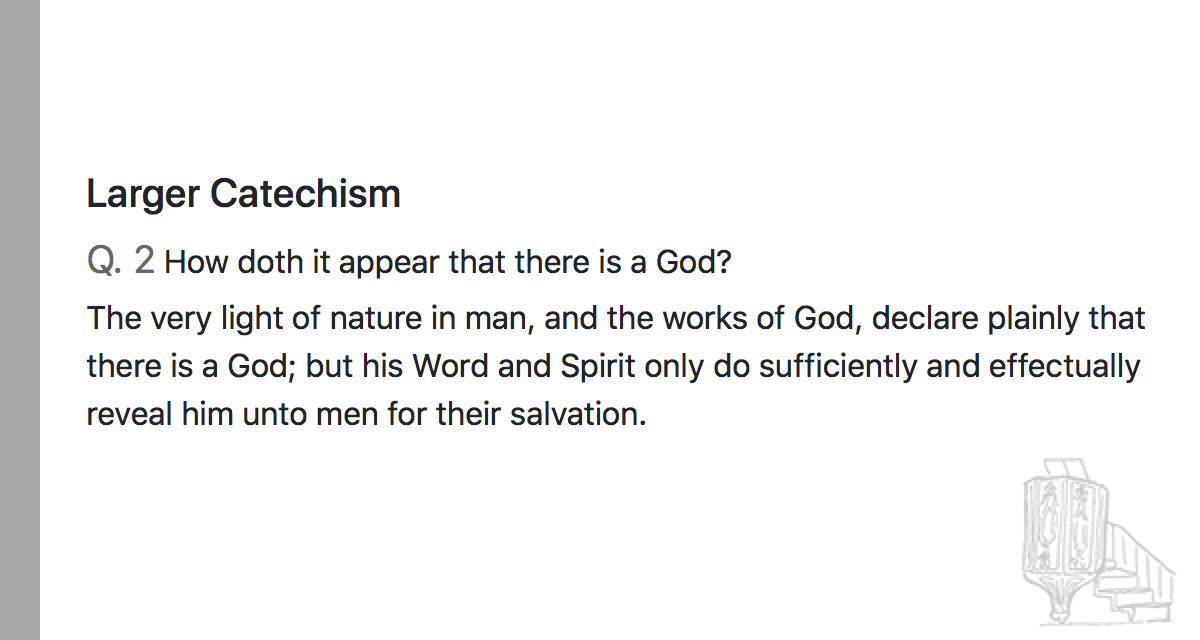 Larger Catechism
Q. 2 How doth it appear that there is a God?
The very light of nature in man, and the works of God, declare plainly that
there is a God; but his Word and Spirit only do sufficiently and effectually
reveal him unto men for their salvation.